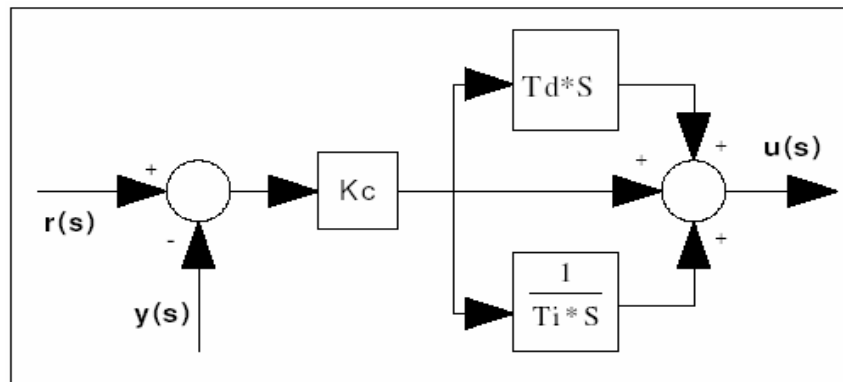 Td*S
+
+
+
u(s)
Kc
r(s)
-
+
1
Ti*S
y(s)